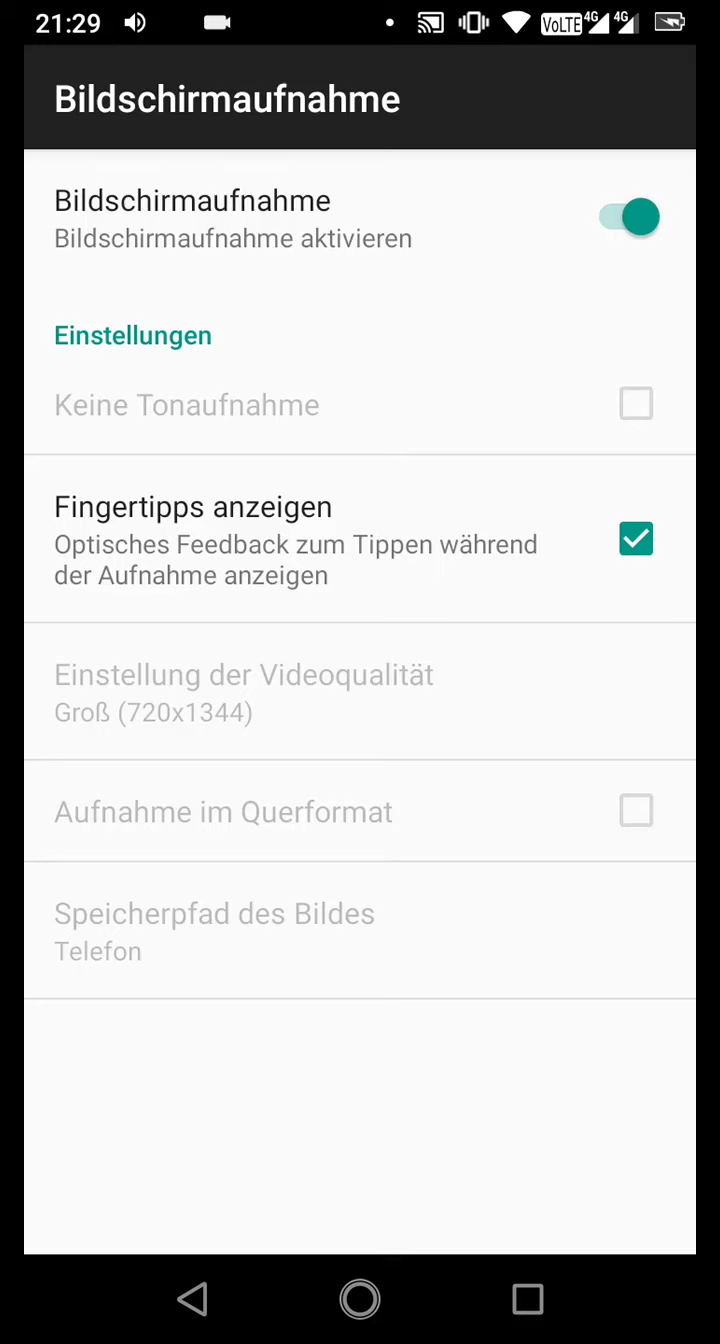 21:29
VoLTE 4G 4G
Bildschirmaufnahme
Bildschirmaufnahme
Bildschirmaufnahme aktivieren
Einstellungen
Keine Tonaufnahme
Fingertipps anzeigen
Optisches Feedback zum Tippen während
der Aufnahme anzeigen
Einstellung der Videoqualität
Groß (720x1344)
Aufnahme im Querformat
Speicherpfad des Bildes
Telefon